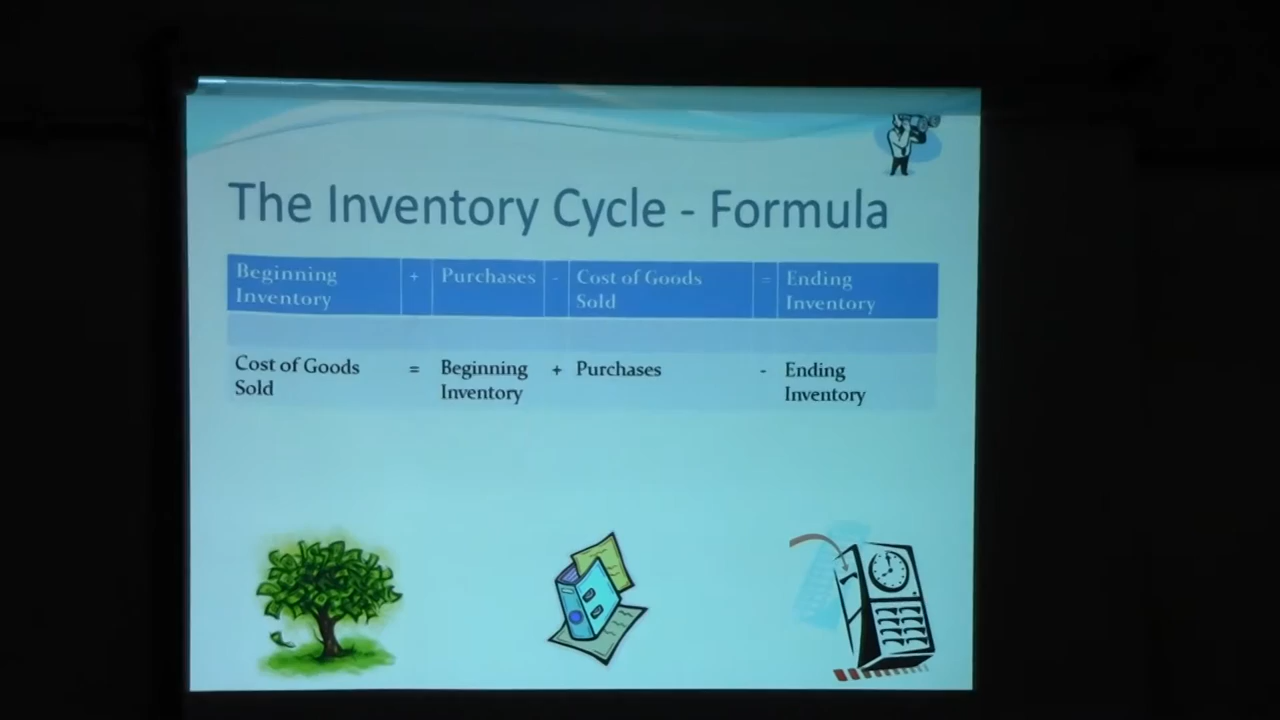 The Inventory Cycle - Formula
Beginning + Purchases - Cost of Goods = Ending
Inventory Sold Inventory
Cost of Goods = Beginning + Purchases - Ending
Sold Inventory Inventory